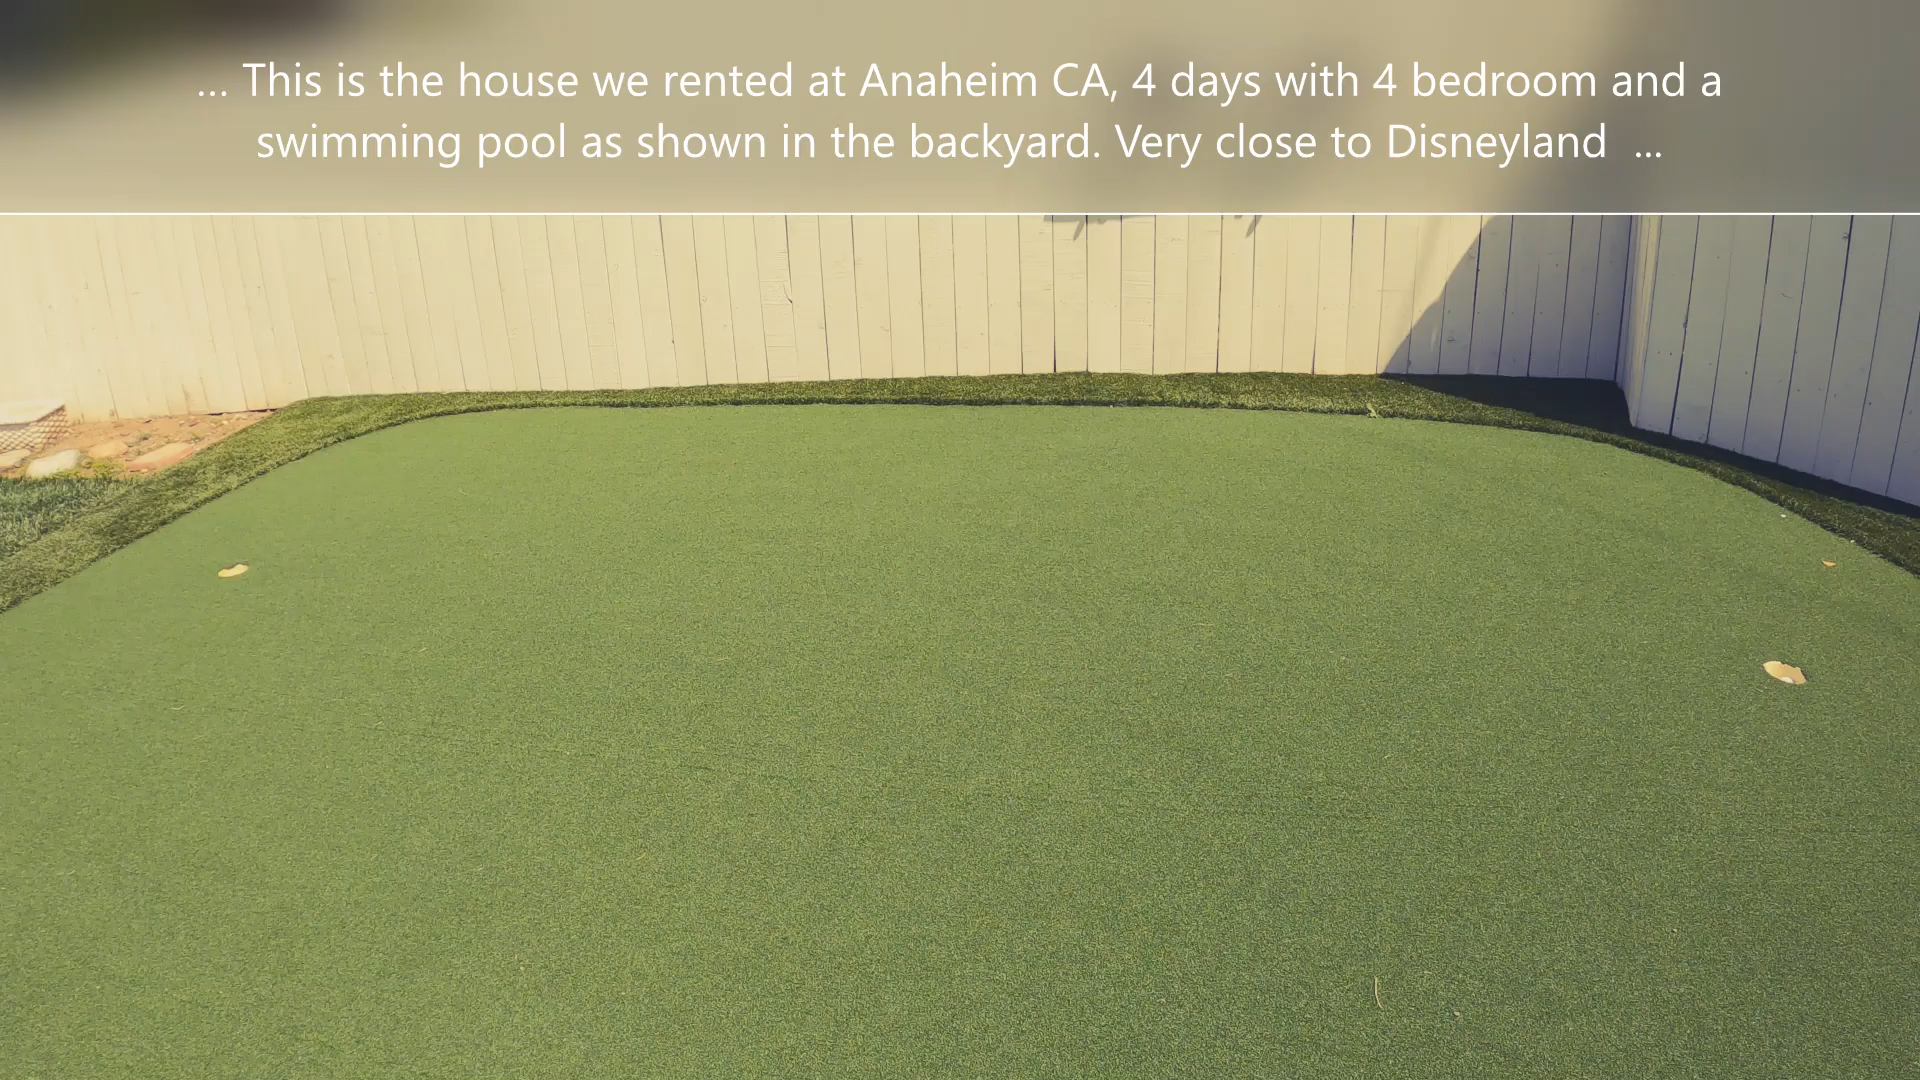 ... This is the house we rented at Anaheim CA, 4 days with 4 bedroom and a
swimming pool as shown in the backyard. Very close to Disneyland  ...